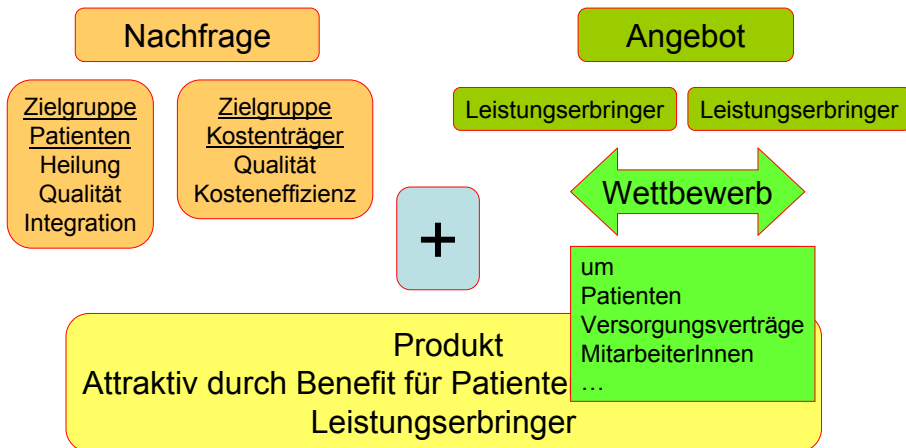 Nachfrage
Angebot
Zielgruppe
Patienten
Heilung
Qualität
Integration
Zielgruppe
Kostenträger
Qualität
Kosteneffizienz
Leistungserbringer
Leistungserbringer
Wettbewerb
+
um
Patienten
Versorgungsverträge
MitarbeiterInnen
…
Produkt
Attraktiv durch Benefit für
Leistungserbringer